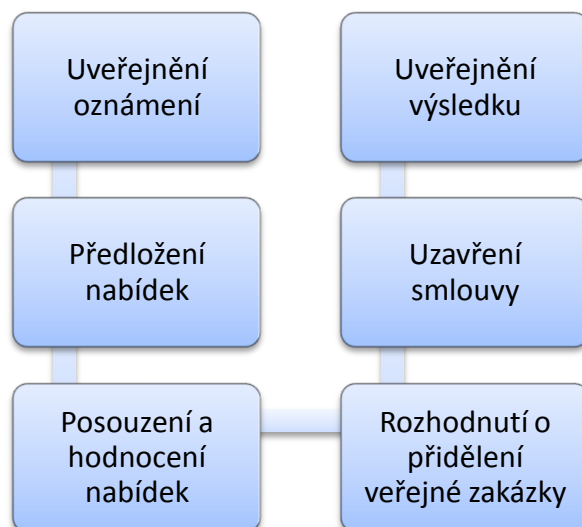 Uveřejnění
oznámení
Předložení
nabídek
Posouzení a
hodnocení
nabídek
Rozhodnutí o
přidělení
veřejné zakázky
Uzavření
smlouvy
Uveřejnění
výsledku